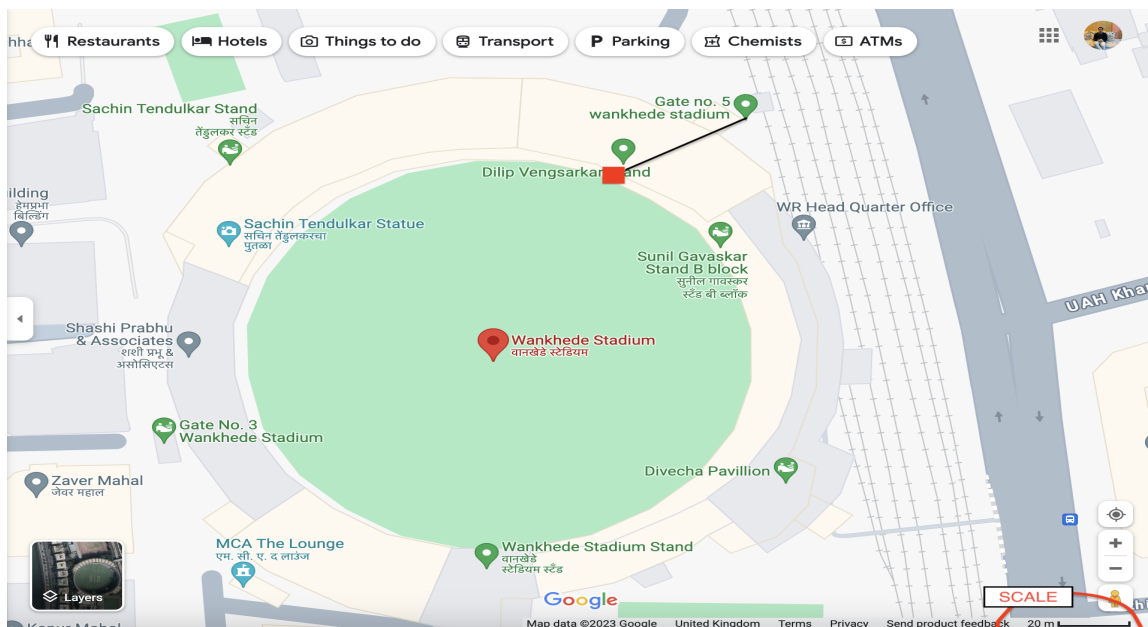 Restaurants
Hotels
Things to do
Transport
Parking
Chemists
ATMs
Sachin Tendulkar Stand
सचिन
तेंडुलकर स्टँड
Gate no. 5
wankhede stadium
Dilip Vengsarkar
and
ilding
हेमप्रभा
बिल्डिंग
Sachin Tendulkar Statue
सचिन तेंडुलकरचा
पुतळा
WR Head Quarter Office
Sunil Gavaskar
Stand B block
सुनील गावस्कर
स्टँड बी ब्लॉक
UAH Kha
Shashi Prabhu
& Associates
शशी प्रभू &
असोसिएटस
Wankhede Stadium
वानखेडे स्टेडियम
Gate No. 3
Wankhede Stadium
Divecha Pavillion
Zaver Mahal
जेवर महाल
MCA The Lounge
एम. सी. ए. द लाउंज
Wankhede Stadium Stand
वानखेडे
स्टेडियम स्टँड
Layers
Google
SCALE
Map data ©2023 Google United Kingdom Terms Privacy Send product feedback 20 m